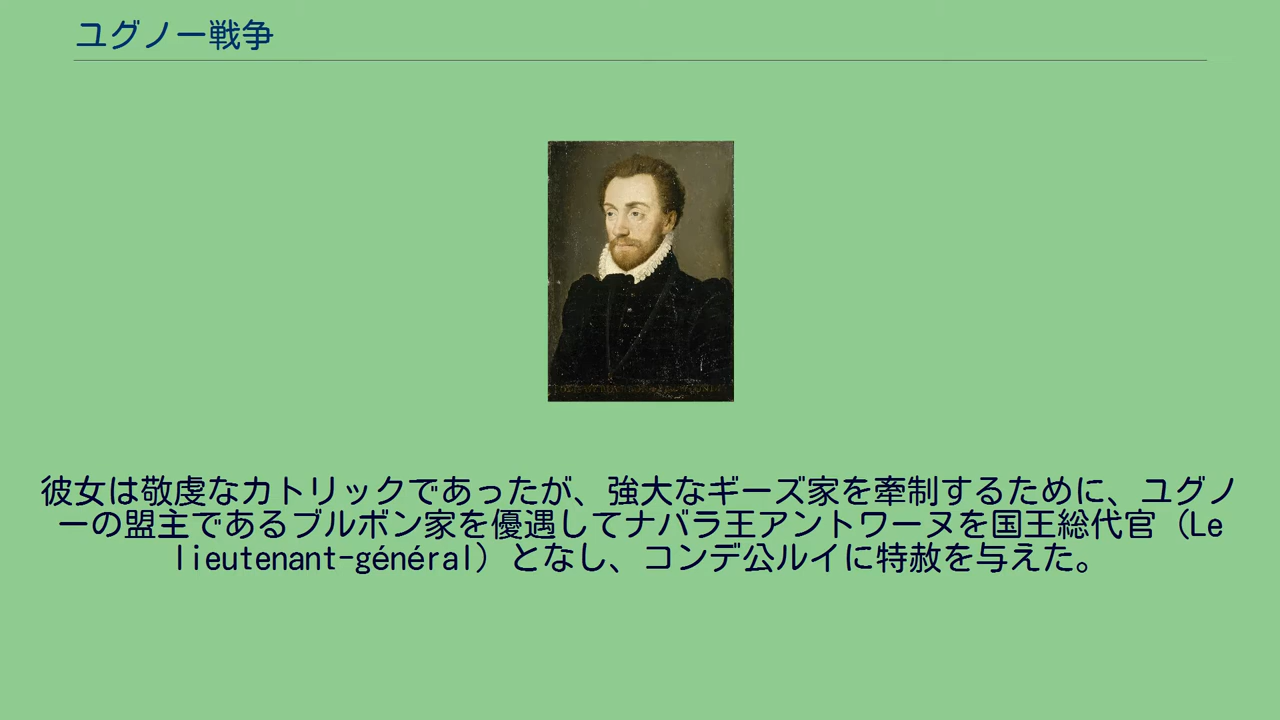 ユグノー戦争
彼女は敬虔なカトリックであったが、強大なギーズ家を牽制するために、ユグノ
ーの盟主であるブルボン家を優遇してナバラ王アントワーヌを国王総代官（Le
lieutenant-général）となし、コンデ公ルイに特赦を与えた。